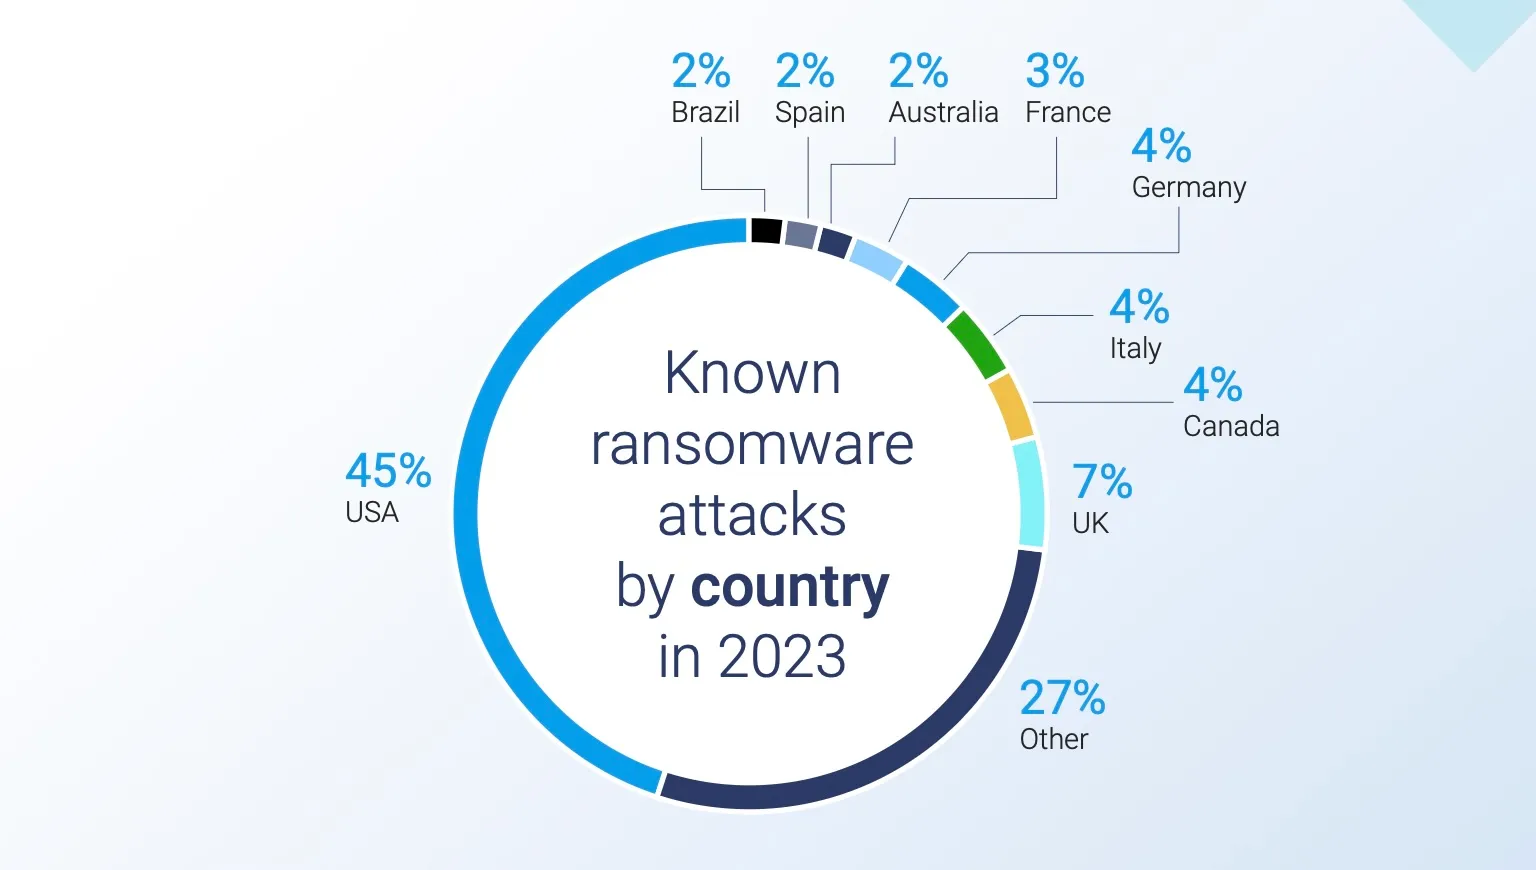 2%
Brazil
2%
Spain
2%
Australia
3%
France
4%
Germany
4%
Italy
4%
Canada
7%
UK
27%
Other
45%
USA
Known
ransomware
attacks
by country
in 2023